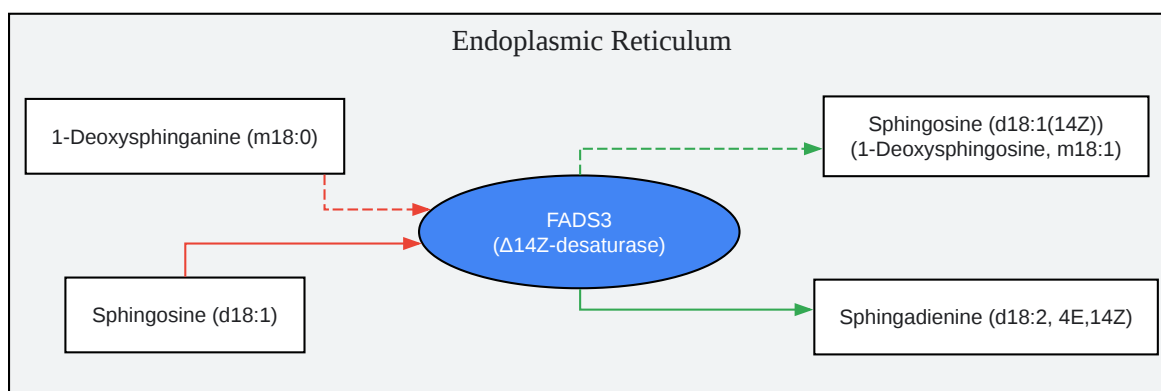 Endoplasmic Reticulum
1-Deoxysphinganine (m18:0)
Sphingosine (d18:1(14Z))
(1-Deoxysphingosine, m18:1)
FADS3
(Δ14Z-desaturase)
Sphingosine (d18:1)
Sphingadienine (d18:2, 4E,14Z)